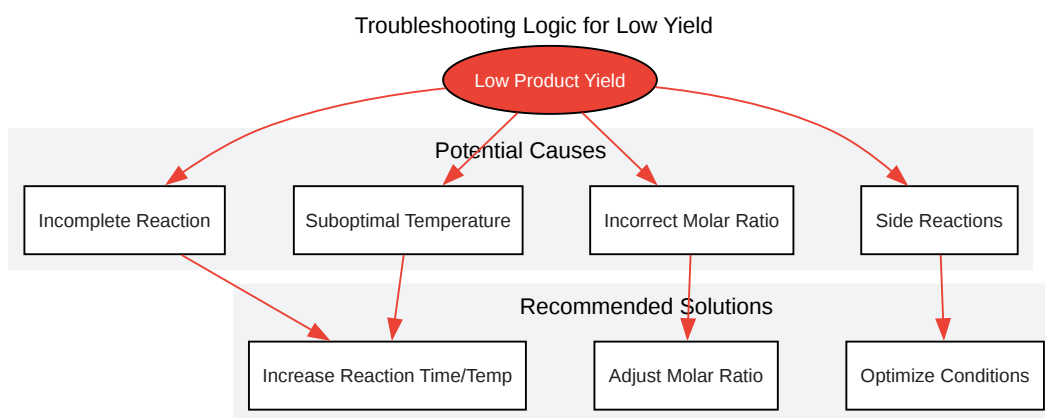 Troubleshooting Logic for Low Yield
Low Product Yield
Potential Causes
Incomplete Reaction
Suboptimal Temperature
Incorrect Molar Ratio
Side Reactions
Recommended Solutions
Increase Reaction Time/Temp
Adjust Molar Ratio
Optimize Conditions